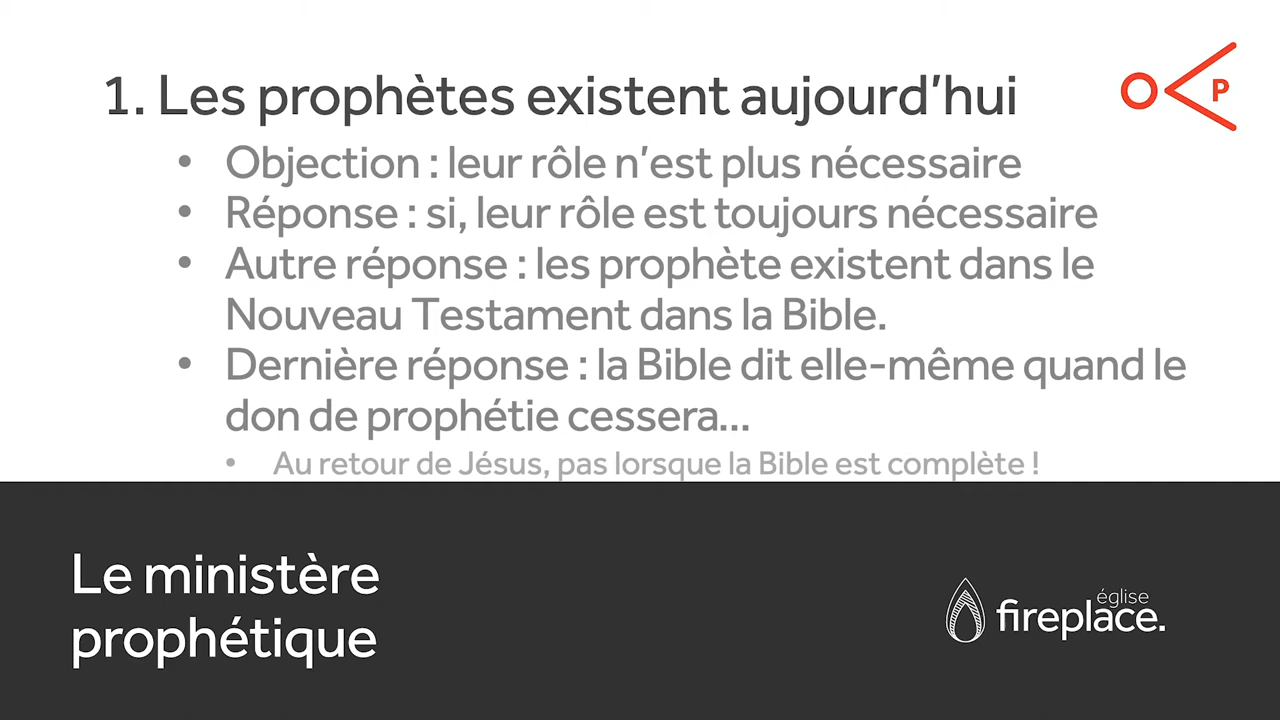 1. Les prophètes existent aujourd’hui
O P
• Objection : leur rôle n’est plus nécessaire
• Réponse : si, leur rôle est toujours nécessaire
• Autre réponse : les prophète existent dans le
Nouveau Testament dans la Bible.
• Dernière réponse : la Bible dit elle-même quand le
don de prophétie cessera...
• Au retour de Jésus, pas lorsque la Bible est complète !
Le ministère
prophétique
église
fireplace.